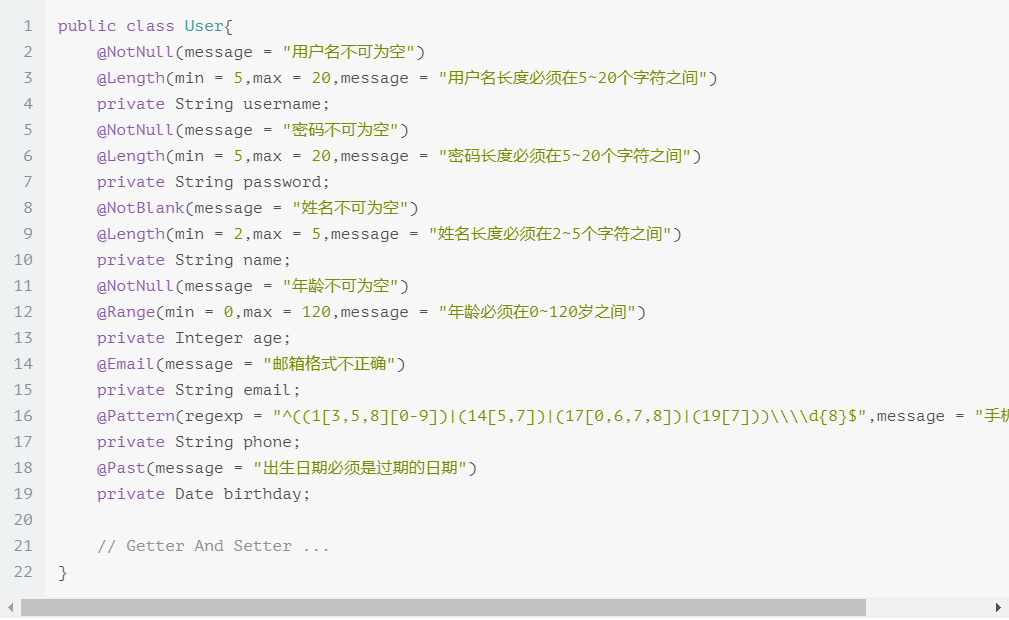 1 public class User{
2     @NotNull(message = "用户名不可为空")
3     @Length(min = 5,max = 20,message = "用户名长度必须在5~20个字符之间")
4     private String username;
5     @NotNull(message = "密码不可为空")
6     @Length(min = 5,max = 20,message = "密码长度必须在5~20个字符之间")
7     private String password;
8     @NotBlank(message = "姓名不可为空")
9     @Length(min = 2,max = 5,message = "姓名长度必须在2~5个字符之间")
10     private String name;
11     @NotNull(message = "年龄不可为空")
12     @Range(min = 0,max = 120,message = "年龄必须在0~120岁之间")
13     private Integer age;
14     @Email(message = "邮箱格式不正确")
15     private String email;
16     @Pattern(regexp = "^((1[3,5,8][0-9])|(14[5,7])|(17[0,6,7,8])|(19[7]))\\\\d{8}$",message = "手机
17     private String phone;
18     @Past(message = "出生日期必须是过期的日期")
19     private Date birthday;
20
21     // Getter And Setter ...
22 }